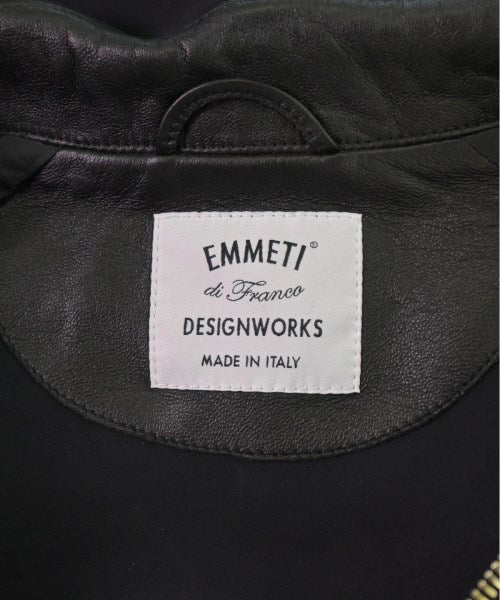 EMMETI®
di Franco
DESIGNWORKS
MADE IN ITALY